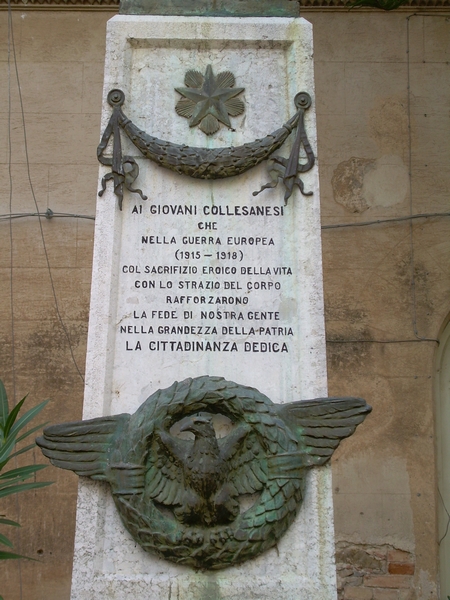 AI GIOVANI COLLESANESI
CHE
NELLA GUERRA EUROPEA
(1915-1918)
COL SACRIFIZIO EROICO DELLA VITA
CON LO STRAZIO DEL CORPO
RAFFORZARONO
LA FEDE DI NOSTRA GENTE
NELLA GRANDEZZA DELLA PATRIA
LA CITTADINANZA DEDICA